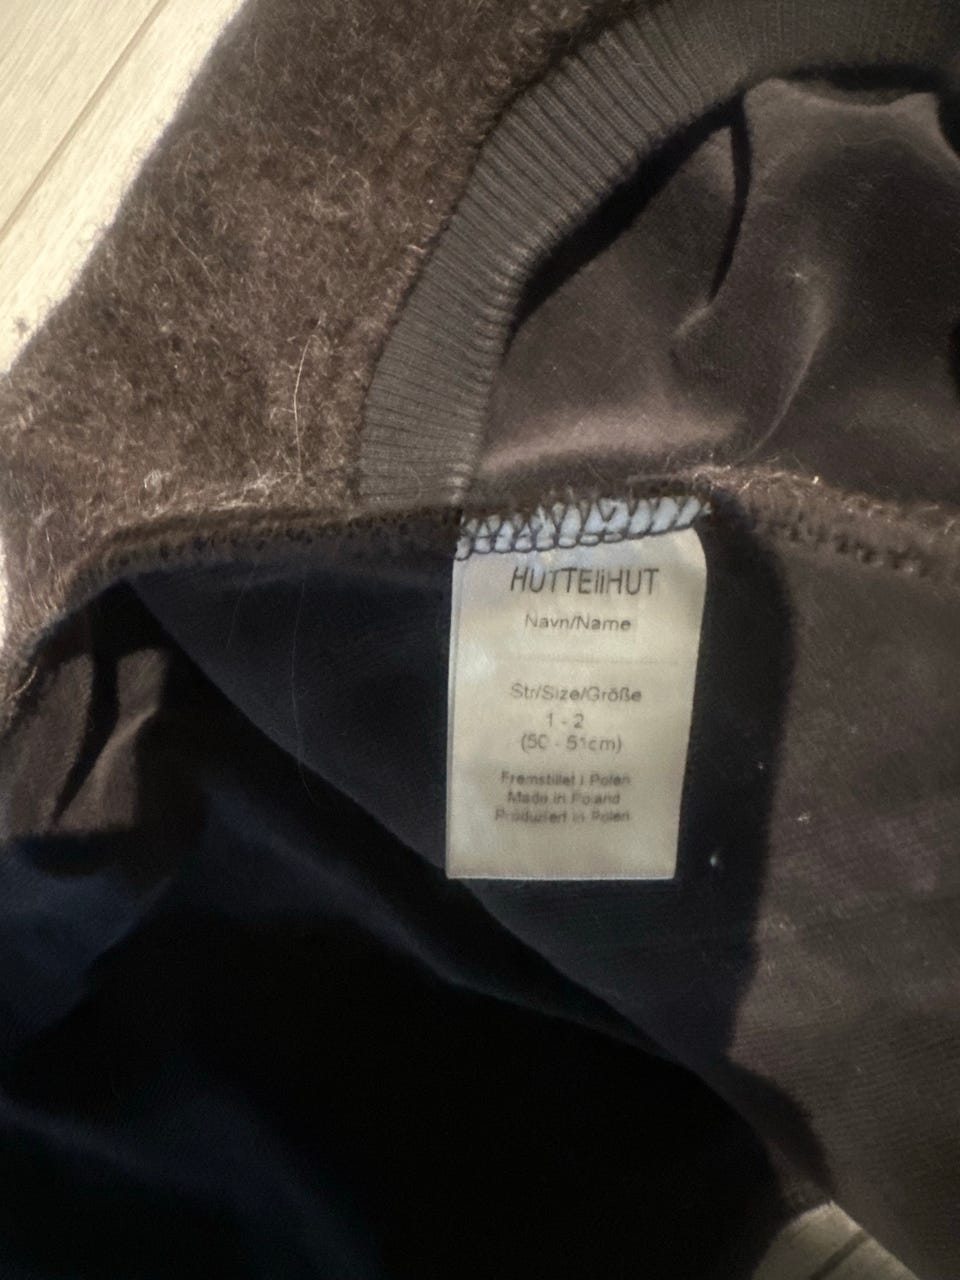 HUTTEliHUT
Navn/Name
Str/Size/Größe
1 - 2
(50 - 51cm)
Fremstillet i Polen
Made in Poland
Produziert in Polen